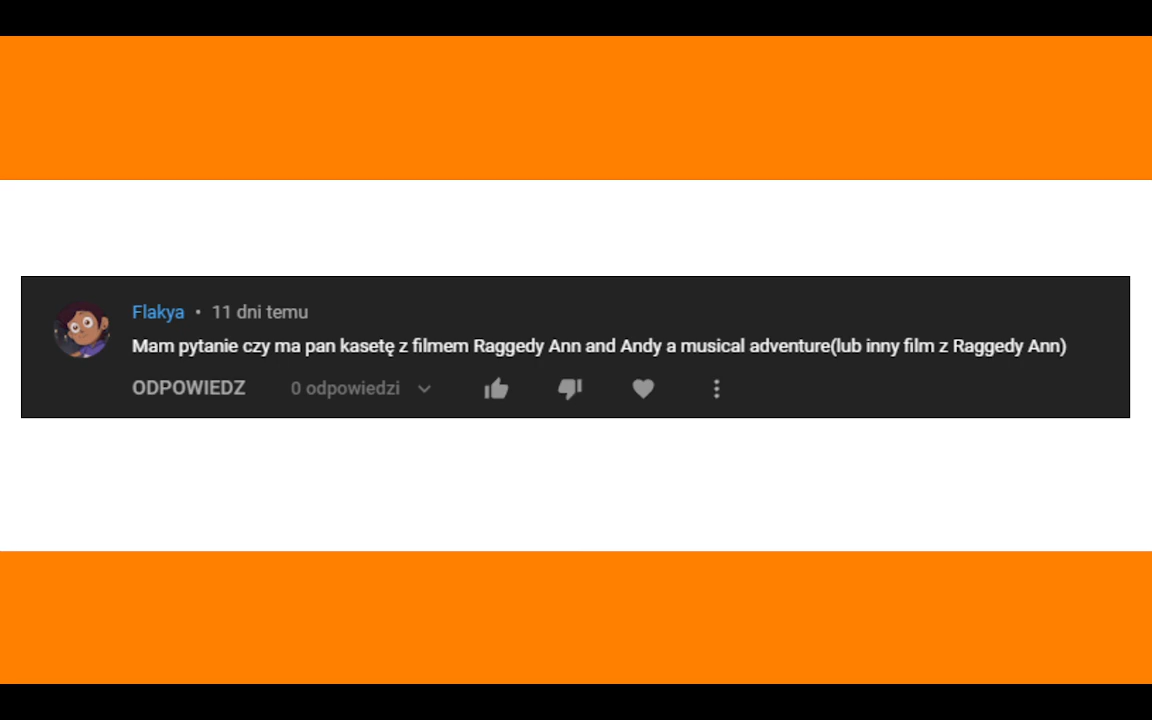 Flakya • 11 dni temu
Mam pytanie czy ma pan kasetę z filmem Raggedy Ann and Andy a musical adventure(lub inny film z Raggedy Ann)
ODPOWIEDZ 0 odpowiedzi